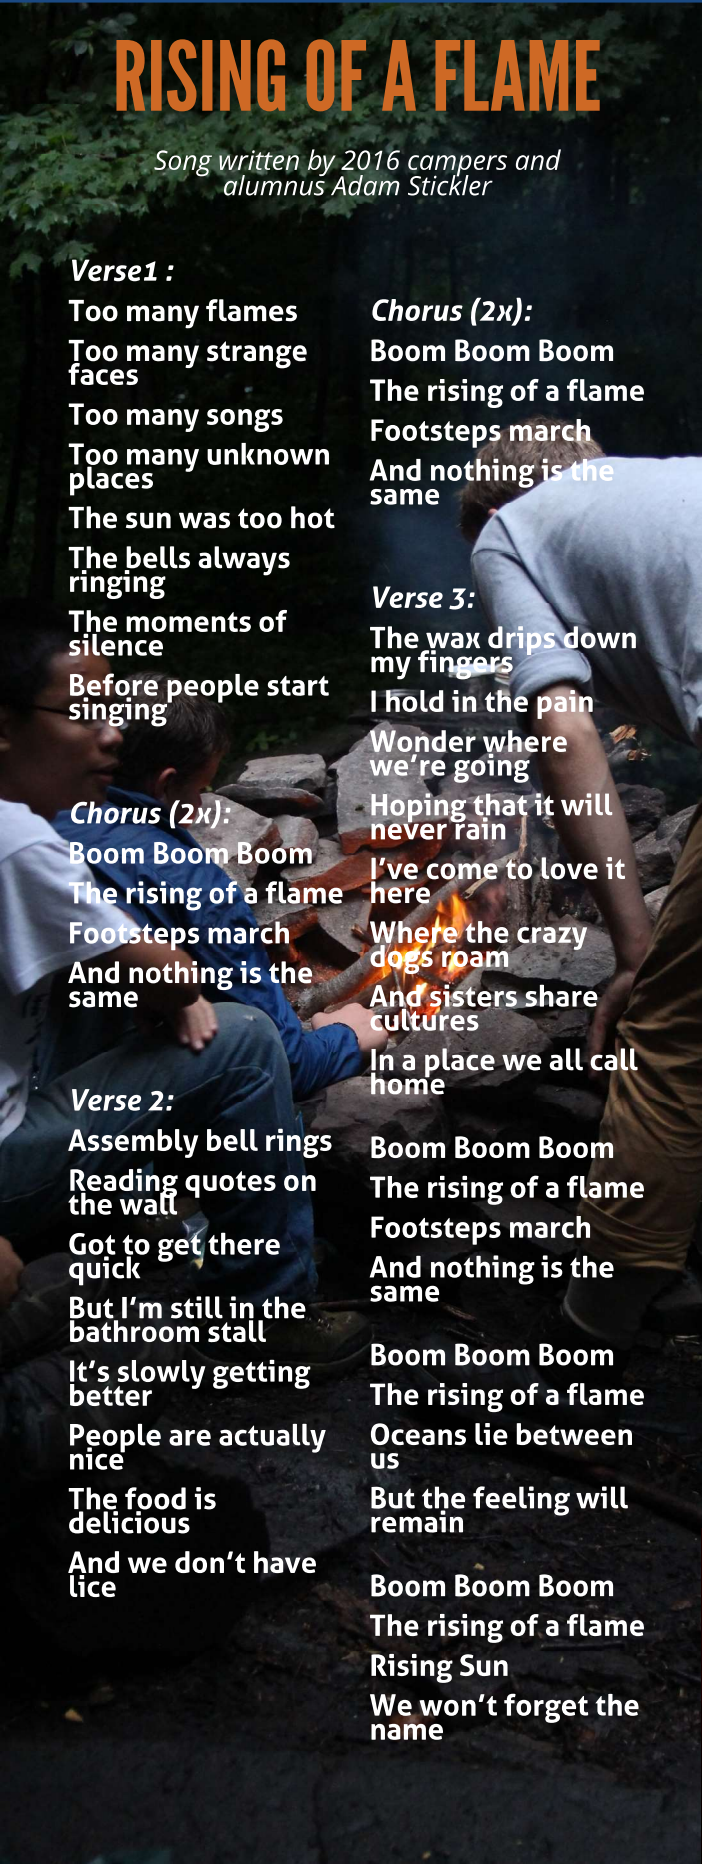 RISING OF A FLAME
Song written by 2016 campers and
alumnus Adam Stickler
Verse1 :
Too many flames
Too many strange
faces
Too many songs
Too many unknown
places
The sun was too hot
The bells always
ringing
The moments of
silence
Before people start
singing
Chorus (2x):
Boom Boom Boom
The rising of a flame
Footsteps march
And nothing is the
same
Verse 2:
Assembly bell rings
Reading quotes on
the wall
Got to get there
quick
But I’m still in the
bathroom stall
It’s slowly getting
better
People are actually
nice
The food is
delicious
And we don’t have
lice
Chorus (2x):
Boom Boom Boom
The rising of a flame
Footsteps march
And nothing is the
same
Verse 3:
The wax drips down
my fingers
I hold in the pain
Wonder where
we’re going
Hoping that it will
never rain
I’ve come to love it
here
Where the crazy
dogs roam
And sisters share
cultures
In a place we all call
home
Boom Boom Boom
The rising of a flame
Footsteps march
And nothing is the
same
Boom Boom Boom
The rising of a flame
Oceans lie between
us
But the feeling will
remain
Boom Boom Boom
The rising of a flame
Rising Sun
We won’t forget the
name